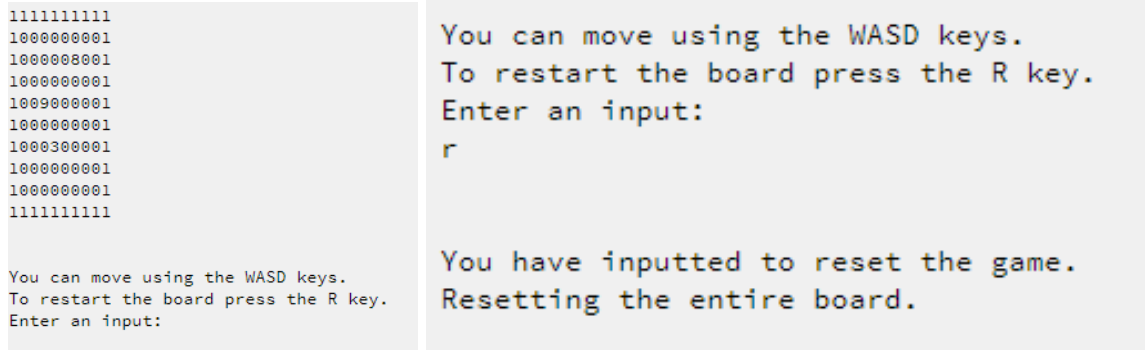 1111111111
1000000001
1000008001
1000000001
1009000001
1000000001
1000300001
1000000001
1000000001
1111111111
You can move using the WASD keys.
To restart the board press the R key.
Enter an input:
You can move using the WASD keys.
To restart the board press the R key.
Enter an input:
r
You have inputted to reset the game.
Resetting the entire board.